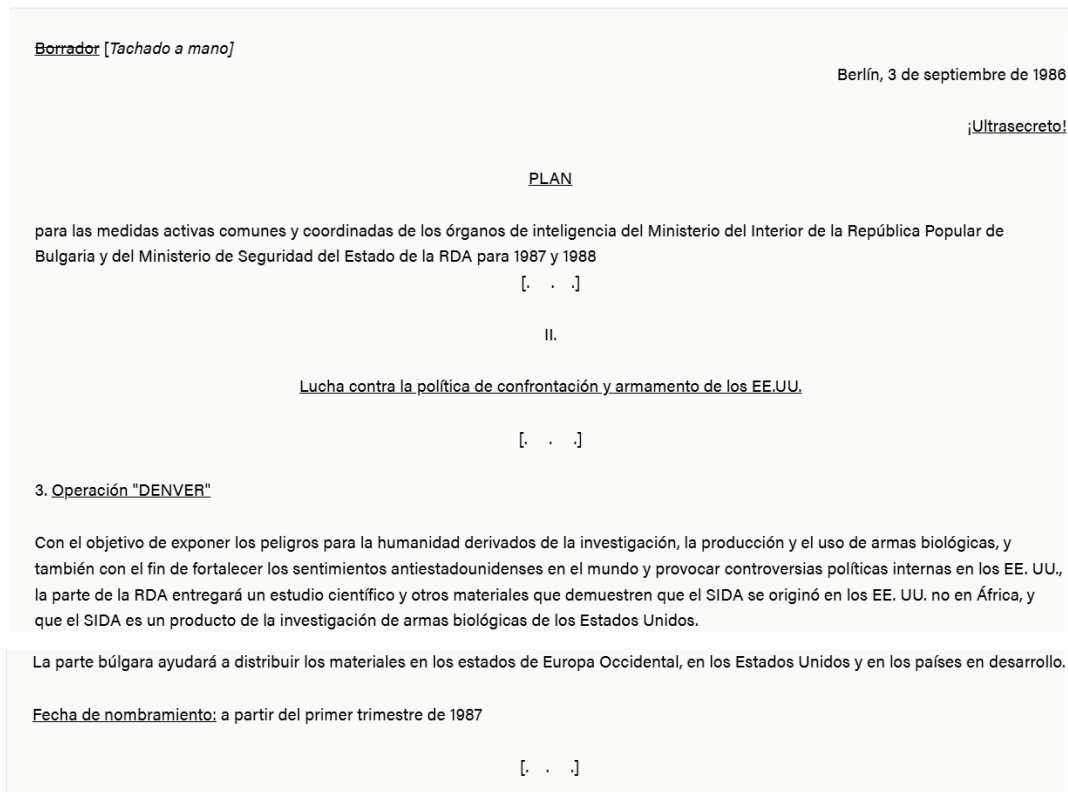 Borrador [Tachado a mano]
Berlín, 3 de septiembre de 1986
¡Ultrasecreto!
PLAN
para las medidas activas comunes y coordinadas de los órganos de inteligencia del Ministerio del Interior de la República Popular de
Bulgaria y del Ministerio de Seguridad del Estado de la RDA para 1987 y 1988
[. . .]
II.
Lucha contra la política de confrontación y armamento de los EE.UU.
[. . .]
3. Operación "DENVER"
Con el objetivo de exponer los peligros para la humanidad derivados de la investigación, la producción y el uso de armas biológicas, y
también con el fin de fortalecer los sentimientos antiestadounidenses en el mundo y provocar controversias políticas internas en los EE. UU.,
la parte de la RDA entregará un estudio científico y otros materiales que demuestren que el SIDA se originó en los EE. UU. no en África, y
que el SIDA es un producto de la investigación de armas biológicas de los Estados Unidos.
La parte búlgara ayudará a distribuir los materiales en los estados de Europa Occidental, en los Estados Unidos y en los países en desarrollo.
Fecha de nombramiento: a partir del primer trimestre de 1987
[. . .]